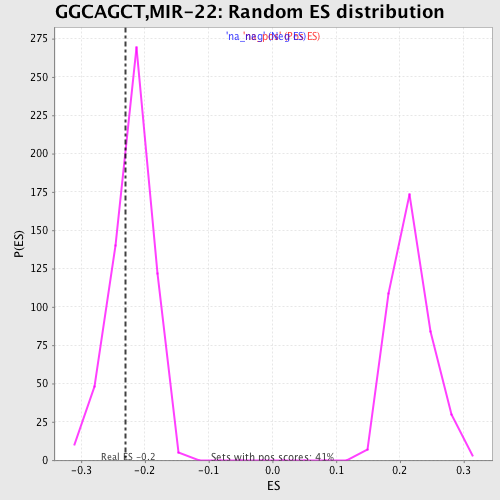 GGCAGCT,MIR-22: Random ES distribution
P(ES)
275
250
225
200
175
150
125
100
75
50
25
0
Real ES -0.2
Sets with pos scores: 41%
-0.3 -0.2 -0.1 0.0 0.1 0.2 0.3
ES